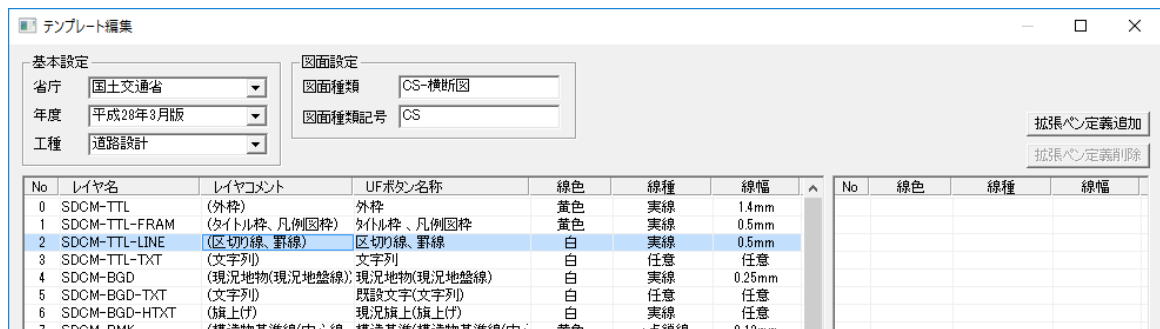 テンプレート編集
基本設定
省庁 国土交通省
年度 平成28年3月版
工種 道路設計
図面設定
図面種類 CS-横断図
図面種類記号 CS
拡張ペン定義追加
拡張ペン定義削除
No レイヤ名 レイヤコメント UFボタン名称 線色 線種 線幅
0 SDCM-TTL (外枠) 外枠 黄色 実線 1.4mm
1 SDCM-TTL-FRAM (タイトル枠、凡例図枠) タイトル枠 、凡例図枠 黄色 実線 0.5mm
2 SDCM-TTL-LINE (区切り線、罫線) 区切り線、罫線 白 実線 0.5mm
3 SDCM-TTL-TXT (文字列) 文字列 白 任意 任意
4 SDCM-BGD (現況地物(現況地盤線)) 現況地物(現況地盤線) 白 実線 0.25mm
5 SDCM-BGD-TXT (文字列) 既設文字(文字列) 白 任意 任意
6 SDCM-BGD-HTXT (旗上げ) 現況旗上(旗上げ) 白 任意 任意
No 線色 線種 線幅